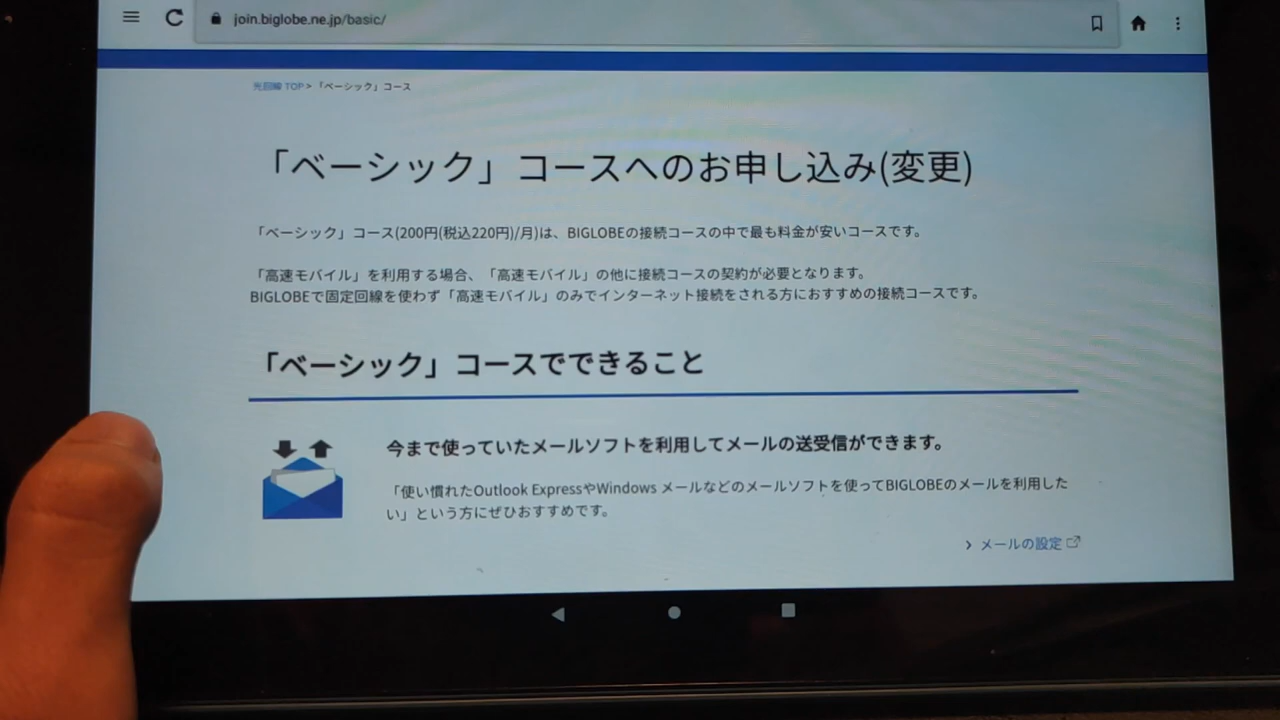 join.biglobe.ne.jp/basic/
光回線 TOP > 「ベーシック」コース
「ベーシック」コースへのお申し込み(変更)
「ベーシック」コース(200円(税込220円)/月)は、BIGLOBEの接続コースの中で最も料金が安いコースです。
「高速モバイル」を利用する場合、「高速モバイル」の他に接続コースの契約が必要となります。
BIGLOBEで固定回線を使わず「高速モバイル」のみでインターネット接続をされる方におすすめの接続コースです。
「ベーシック」コースでできること
今まで使っていたメールソフトを利用してメールの送受信ができます。
「使い慣れたOutlook ExpressやWindows メールなどのメールソフトを使ってBIGLOBEのメールを利用した
い」という方にぜひおすすめです。
> メールの設定